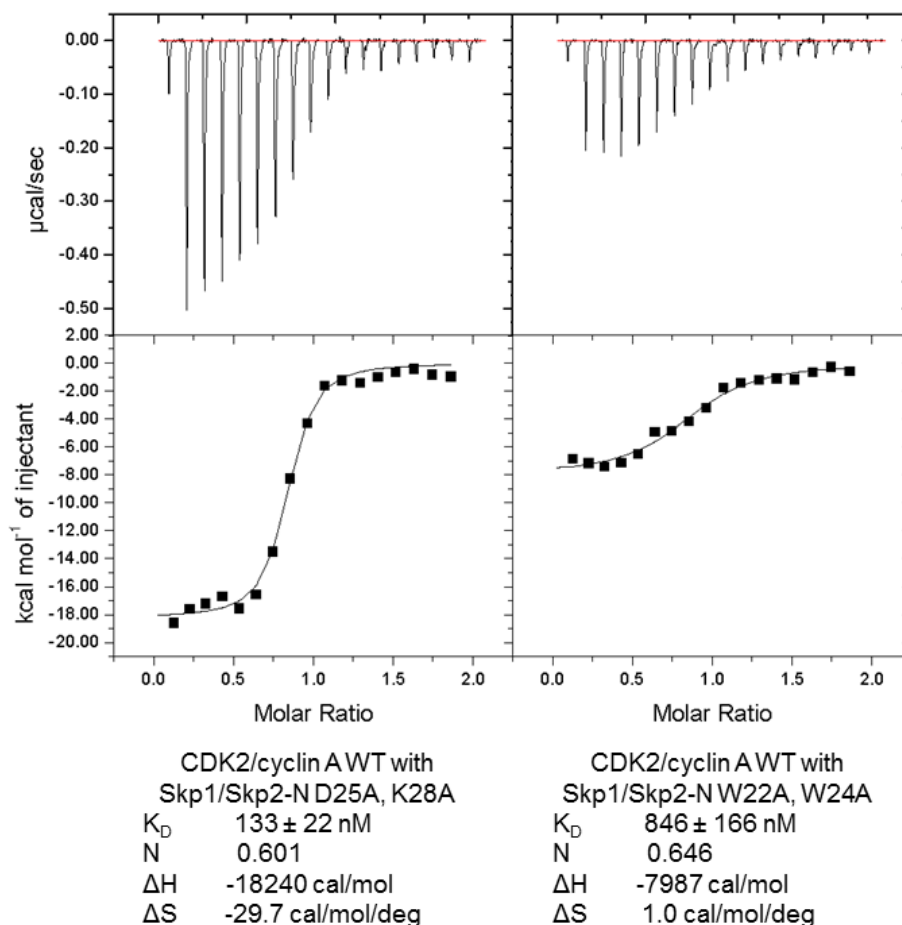 µcal/sec
0.00
-0.10
-0.20
-0.30
-0.40
-0.50
kcal mol⁻¹ of injectant
2.00
0.00
-2.00
-4.00
-6.00
-8.00
-10.00
-12.00
-14.00
-16.00
-18.00
-20.00
0.0 0.5 1.0 1.5 2.0
0.0 0.5 1.0 1.5 2.0
Molar Ratio
Molar Ratio
CDK2/cyclin A WT with
Skp1/Skp2-N D25A, K28A
K_D 133 ± 22 nM
N 0.601
ΔH -18240 cal/mol
ΔS -29.7 cal/mol/deg
CDK2/cyclin A WT with
Skp1/Skp2-N W22A, W24A
K_D 846 ± 166 nM
N 0.646
ΔH -7987 cal/mol
ΔS 1.0 cal/mol/deg